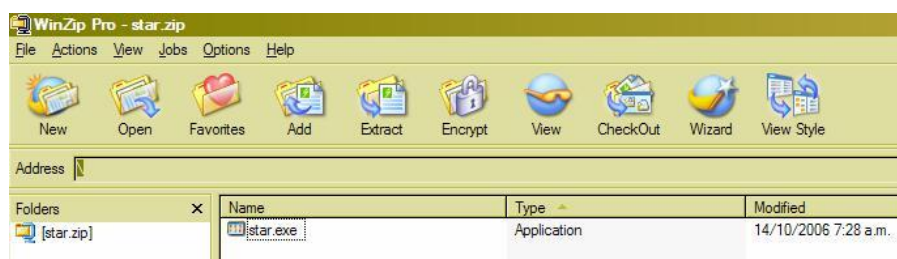 WinZip Pro - star.zip
File Actions View Jobs Options Help
New Open Favorites Add Extract Encrypt View CheckOut Wizard View Style
Address \
Folders x Name Type Modified
[star.zip] star.exe Application 14/10/2006 7:28 a.m.